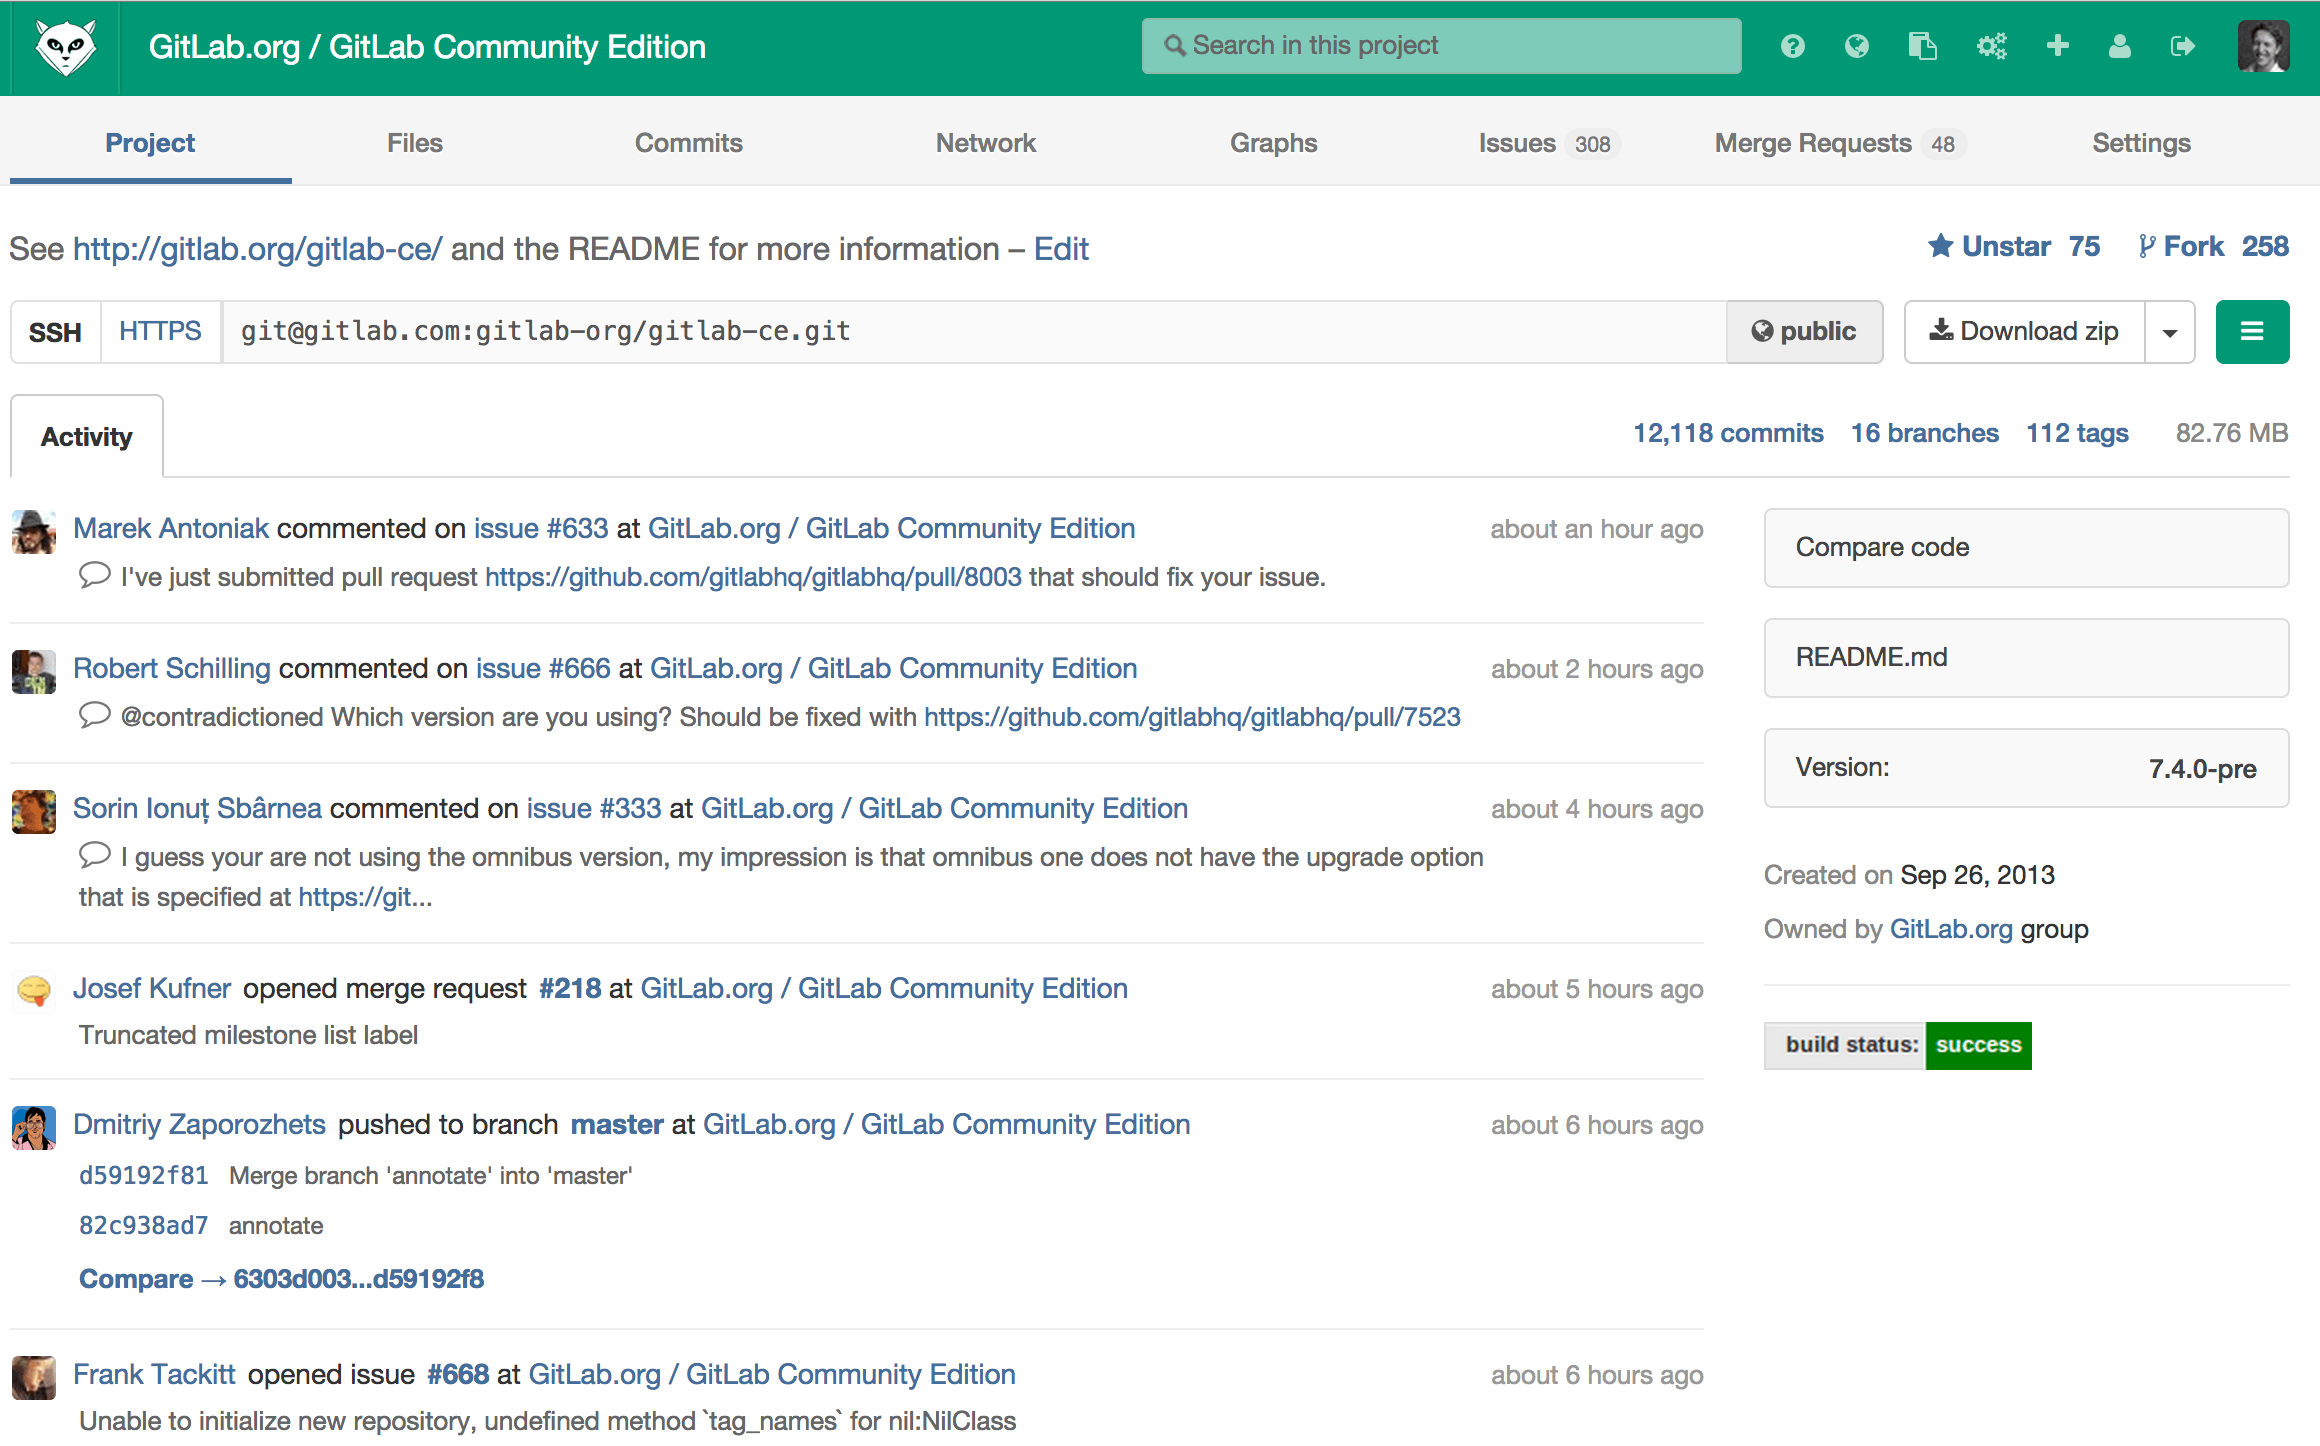 GitLab.org / GitLab Community Edition
Search in this project
Project Files Commits Network Graphs Issues 308 Merge Requests 48 Settings
See http://gitlab.org/gitlab-ce/ and the README for more information – Edit
Unstar 75 Fork 258
SSH HTTPS git@gitlab.com:gitlab-org/gitlab-ce.git public Download zip
Activity
12,118 commits 16 branches 112 tags 82.76 MB
Marek Antoniak commented on issue #633 at GitLab.org / GitLab Community Edition about an hour ago
I've just submitted pull request https://github.com/gitlabhq/gitlabhq/pull/8003 that should fix your issue.
Robert Schilling commented on issue #666 at GitLab.org / GitLab Community Edition about 2 hours ago
@contradictioned Which version are you using? Should be fixed with https://github.com/gitlabhq/gitlabhq/pull/7523
Sorin Ionuț Sbârnea commented on issue #333 at GitLab.org / GitLab Community Edition about 4 hours ago
I guess your are not using the omnibus version, my impression is that omnibus one does not have the upgrade option
that is specified at https://git...
Josef Kufner opened merge request #218 at GitLab.org / GitLab Community Edition about 5 hours ago
Truncated milestone list label
Dmitriy Zaporozhets pushed to branch master at GitLab.org / GitLab Community Edition about 6 hours ago
d59192f81 Merge branch 'annotate' into 'master'
82c938ad7 annotate
Compare → 6303d003...d59192f8
Frank Tackitt opened issue #668 at GitLab.org / GitLab Community Edition about 6 hours ago
Unable to initialize new repository, undefined method `tag_names` for nil:NilClass
Compare code
README.md
Version: 7.4.0-pre
Created on Sep 26, 2013
Owned by GitLab.org group
build status: success